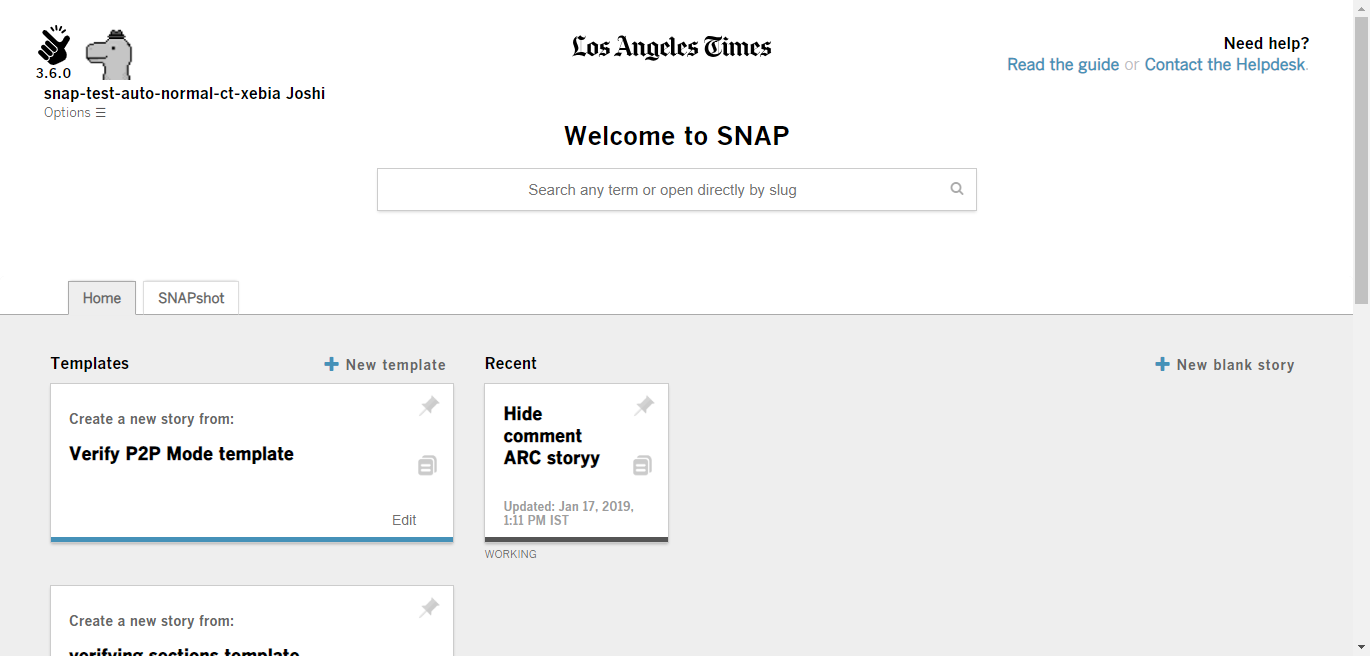 3.6.0
snap-test-auto-normal-ct-xebia Joshi
Options ☰
Los Angeles Times
Need help?
Read the guide or Contact the Helpdesk.
Welcome to SNAP
Search any term or open directly by slug
Home
SNAPshot
Templates
New template
Create a new story from:
Verify P2P Mode template
Edit
Create a new story from:
verifying sections template
Recent
New blank story
Hide
comment
ARC storyy
Updated: Jan 17, 2019,
1:11 PM IST
WORKING